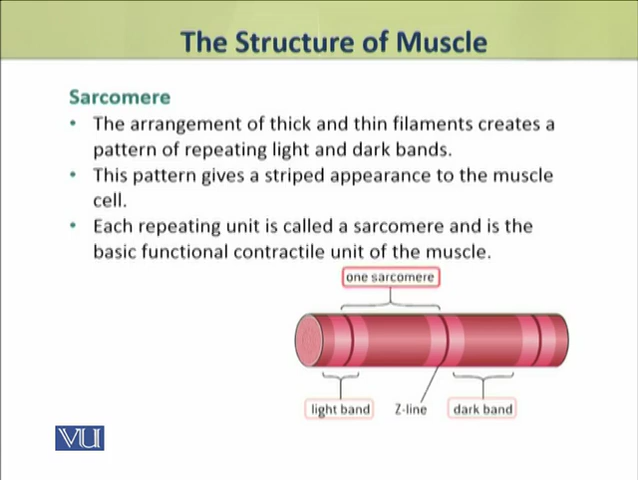 The Structure of Muscle
Sarcomere
• The arrangement of thick and thin filaments creates a
pattern of repeating light and dark bands.
• This pattern gives a striped appearance to the muscle
cell.
• Each repeating unit is called a sarcomere and is the
basic functional contractile unit of the muscle.
one sarcomere
light band
Z-line
dark band
VU